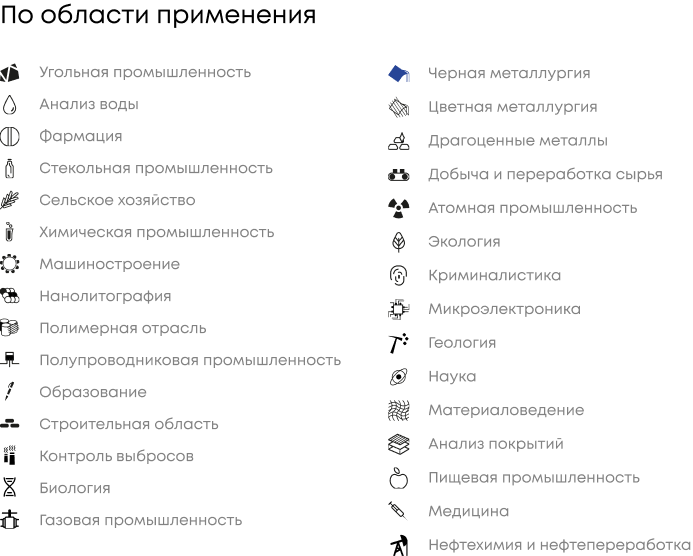 По области применения
Угольная промышленность
Анализ воды
Фармация
Стекольная промышленность
Сельское хозяйство
Химическая промышленность
Машиностроение
Нанолитография
Полимерная отрасль
Полупроводниковая промышленность
Образование
Строительная область
Контроль выбросов
Биология
Газовая промышленность
Черная металлургия
Цветная металлургия
Драгоценные металлы
Добыча и переработка сырья
Атомная промышленность
Экология
Криминалистика
Микроэлектроника
Геология
Наука
Материаловедение
Анализ покрытий
Пищевая промышленность
Медицина
Нефтехимия и нефтепереработка